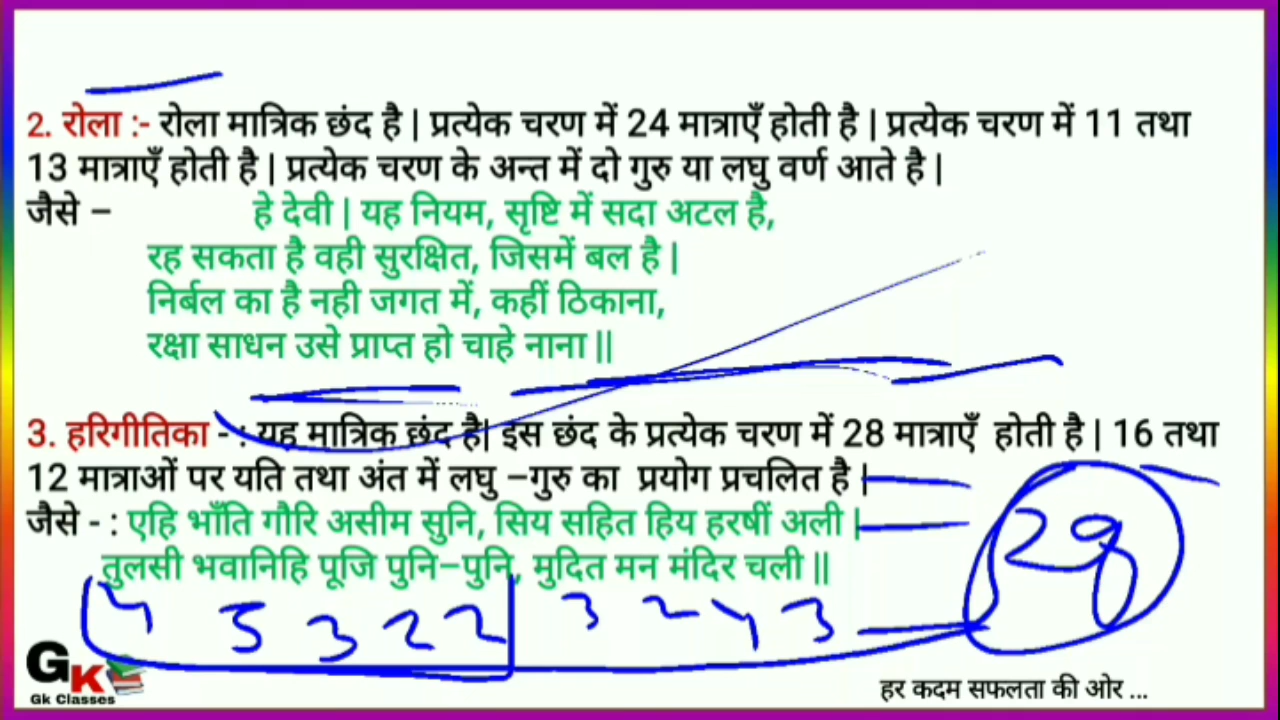 2. रोला :- रोला मात्रिक छंद है | प्रत्येक चरण में 24 मात्राएँ होती है | प्रत्येक चरण में 11 तथा
13 मात्राएँ होती है | प्रत्येक चरण के अन्त में दो गुरु या लघु वर्ण आते है |
जैसे – हे देवी | यह नियम, सृष्टि में सदा अटल है,
रह सकता है वही सुरक्षित, जिसमें बल है |
निर्बल का है नही जगत में, कहीं ठिकाना,
रक्षा साधन उसे प्राप्त हो चाहे नाना ||
3. हरिगीतिका - : यह मात्रिक छंद है| इस छंद के प्रत्येक चरण में 28 मात्राएँ होती है | 16 तथा
12 मात्राओं पर यति तथा अंत में लघु –गुरु का प्रयोग प्रचलित है |
जैसे - : एहि भाँति गौरि असीम सुनि, सिय सहित हिय हरषीं अली |
तुलसी भवानिहि पूजि पुनि–पुनि, मुदित मन मंदिर चली ||
5 3 2 2 3 2 4 3
GK
Gk Classes
हर कदम सफलता की ओर ...